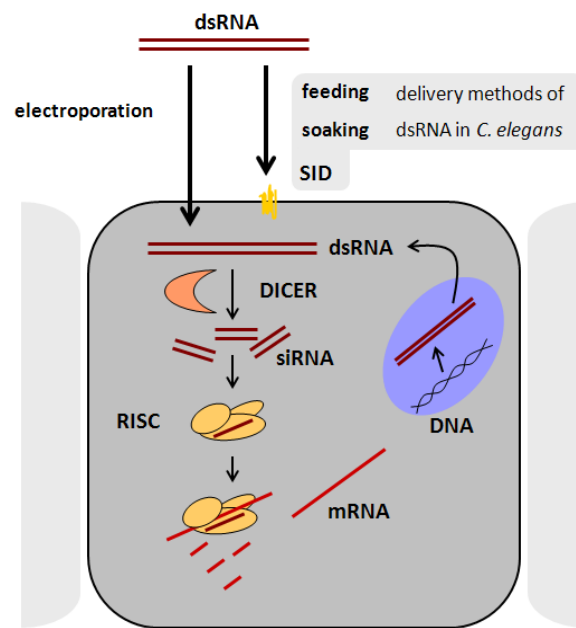 dsRNA
electroporation
feeding delivery methods of
soaking dsRNA in C. elegans
SID
dsRNA
DICER
siRNA
RISC
DNA
mRNA